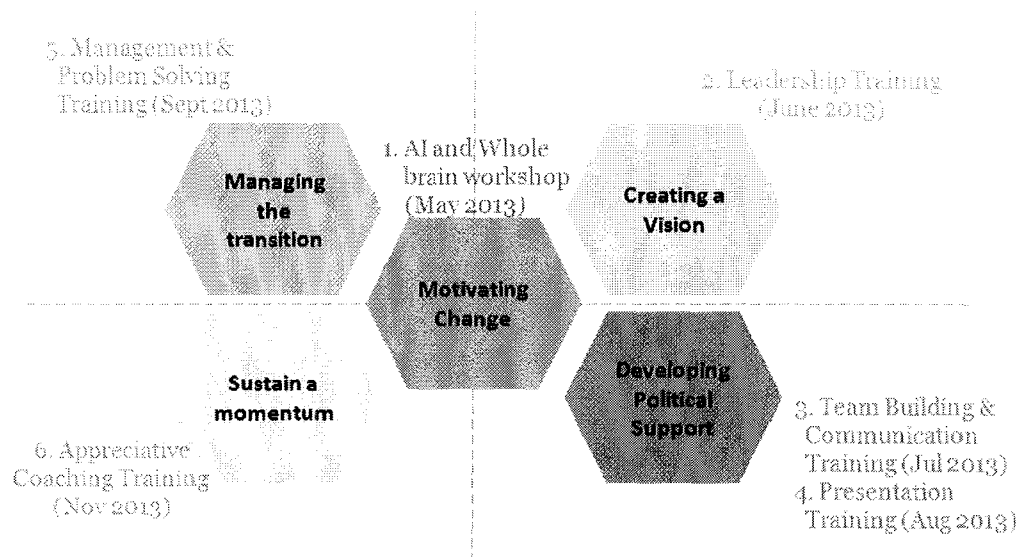 5. Management &
Problem Solving
Training (Sept 2013)
2. Leadership Training
(June 2013)
1. AI and Whole
brain workshop
(May 2013)
Managing
the
transition
Creating a
Vision
Motivating
Change
Sustain a
momentum
Developing
Political
Support
6. Appreciative
Coaching Training
(Nov 2013)
3. Team Building &
Communication
Training (Jul 2013)
4. Presentation
Training (Aug 2013)